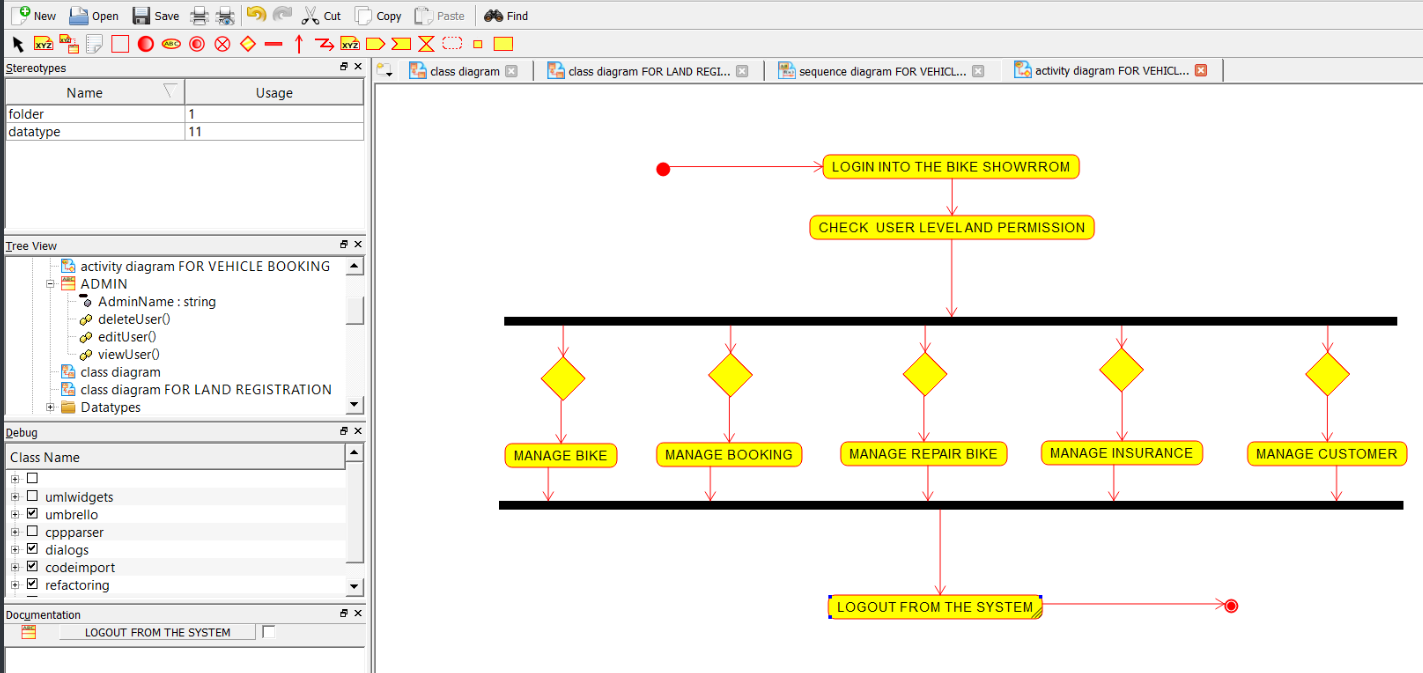 New Open Save Cut Copy Paste Find
XYZ ABC XYZ
Stereotypes
class diagram
class diagram FOR LAND REGI...
sequence diagram FOR VEHICL...
activity diagram FOR VEHICL...
Name Usage
folder 1
datatype 11
Tree View
activity diagram FOR VEHICLE BOOKING
ADMIN
AdminName : string
deleteUser()
editUser()
viewUser()
class diagram
class diagram FOR LAND REGISTRATION
Datatypes
Debug
Class Name
umlwidgets
umbrello
cppparser
dialogs
codeimport
refactoring
Documentation
LOGOUT FROM THE SYSTEM
LOGIN INTO THE BIKE SHOWRROM
CHECK USER LEVEL AND PERMISSION
MANAGE BIKE
MANAGE BOOKING
MANAGE REPAIR BIKE
MANAGE INSURANCE
MANAGE CUSTOMER
LOGOUT FROM THE SYSTEM